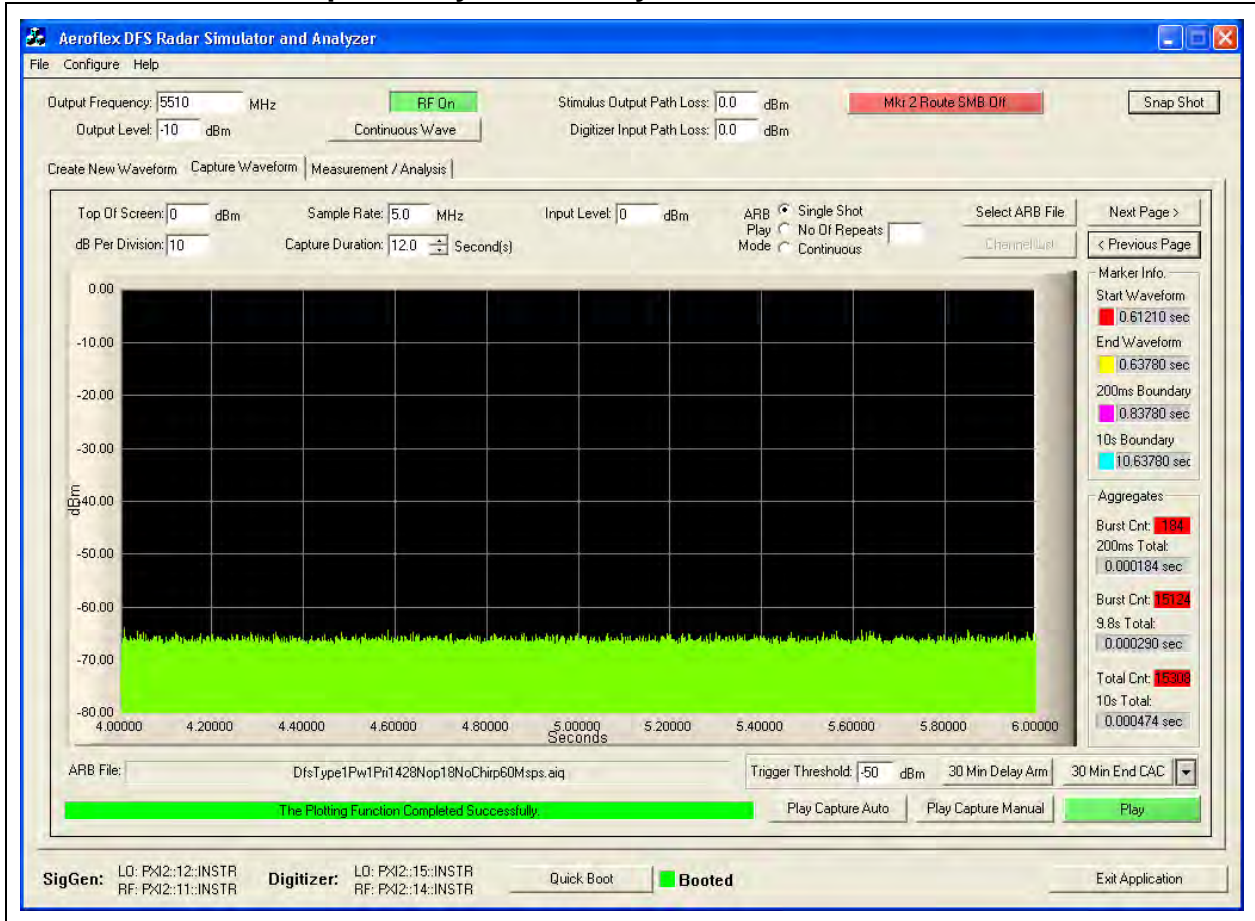 Aeroflex DFS Radar Simulator and Analyzer
File Configure Help
Output Frequency: 5510 MHz RF On Stimulus Output Path Loss: 0.0 dBm Mkr 2 Route SMB Off Snap Shot
Output Level: -10 dBm Continuous Wave Digitizer Input Path Loss: 0.0 dBm
Create New Waveform Capture Waveform Measurement / Analysis
Top Of Screen: 0 dBm Sample Rate: 5.0 MHz Input Level: 0 dBm ARB Play Mode Single Shot Select ARB File Next Page >
No Of Repeats
dB Per Division: 10 Capture Duration: 12.0 Second(s) Continuous Channel List < Previous Page
Marker Info.
Start Waveform
0.61210 sec
End Waveform
0.63780 sec
200ms Boundary
0.83780 sec
10s Boundary
10.63780 sec
Aggregates
Burst Cnt: 184
200ms Total:
0.000184 sec
Burst Cnt: 15124
9.8s Total:
0.000290 sec
Total Cnt: 15308
10s Total:
0.000474 sec
0.00
-10.00
-20.00
-30.00
-40.00
-50.00
-60.00
-70.00
-80.00
dBm
4.00000 4.20000 4.40000 4.60000 4.80000 5.00000 5.20000 5.40000 5.60000 5.80000 6.00000
Seconds
ARB File: DfsType1Pw1Pri1428Nop18NoChirp60Msps.aiq Trigger Threshold: -50 dBm 30 Min Delay Arm 30 Min End CAC
The Plotting Function Completed Successfully. Play Capture Auto Play Capture Manual Play
SigGen: LO: PXI2::12::INSTR Digitizer: LO: PXI2::15::INSTR Quick Boot Booted Exit Application
RF: PXI2::11::INSTR RF: PXI2::14::INSTR